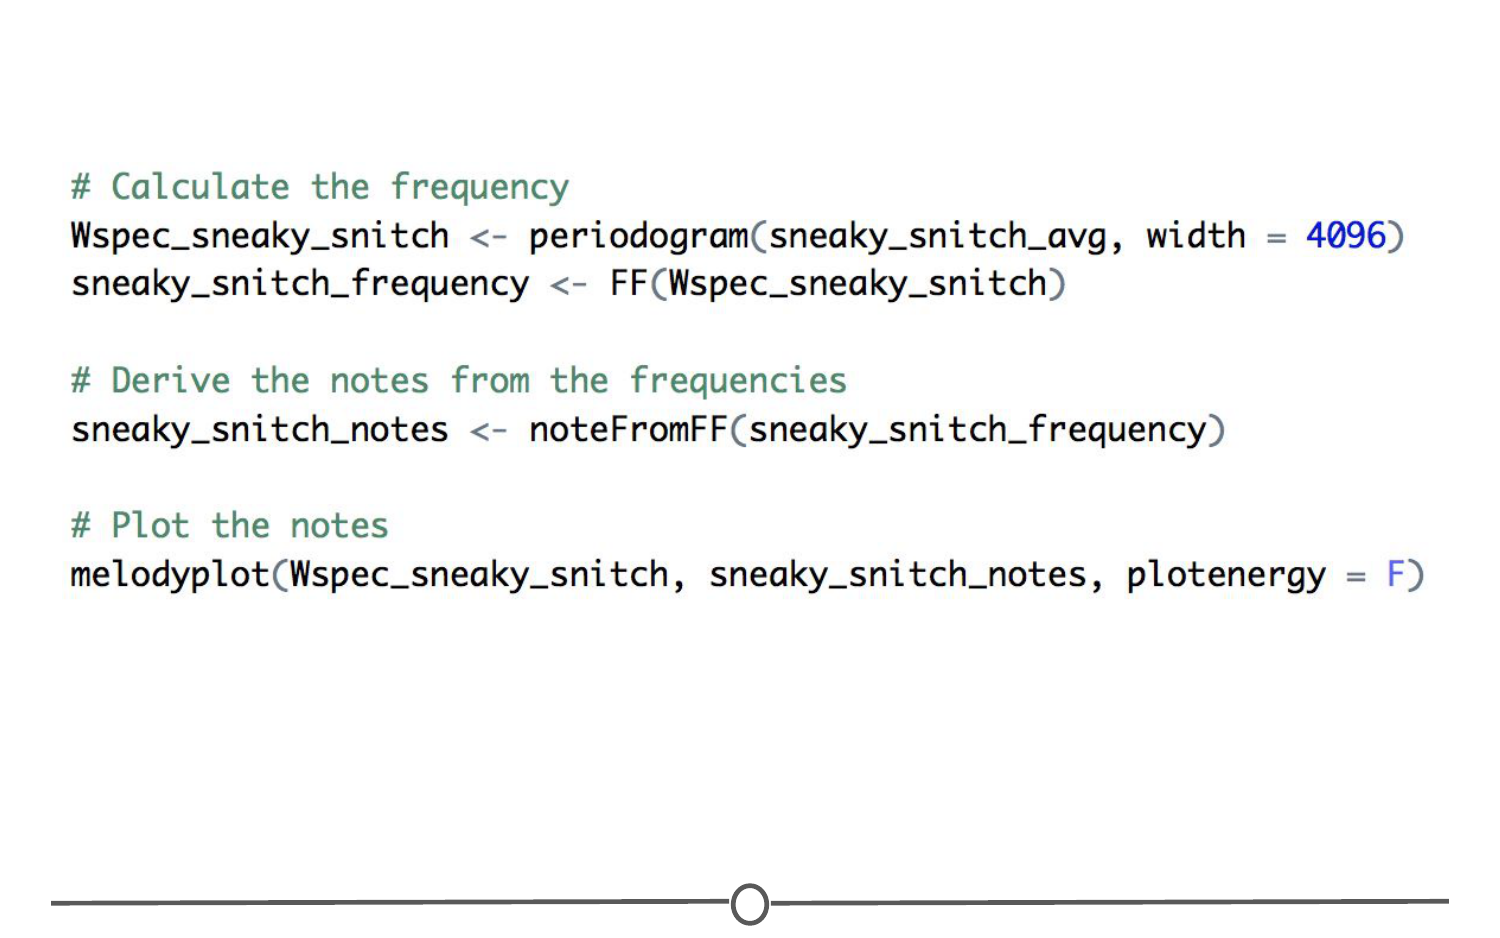 # Calculate the frequency
Wspec_sneaky_snitch <- periodogram(sneaky_snitch_avg, width = 4096)
sneaky_snitch_frequency <- FF(Wspec_sneaky_snitch)
# Derive the notes from the frequencies
sneaky_snitch_notes <- noteFromFF(sneaky_snitch_frequency)
# Plot the notes
melodyplot(Wspec_sneaky_snitch, sneaky_snitch_notes, plotenergy = F)